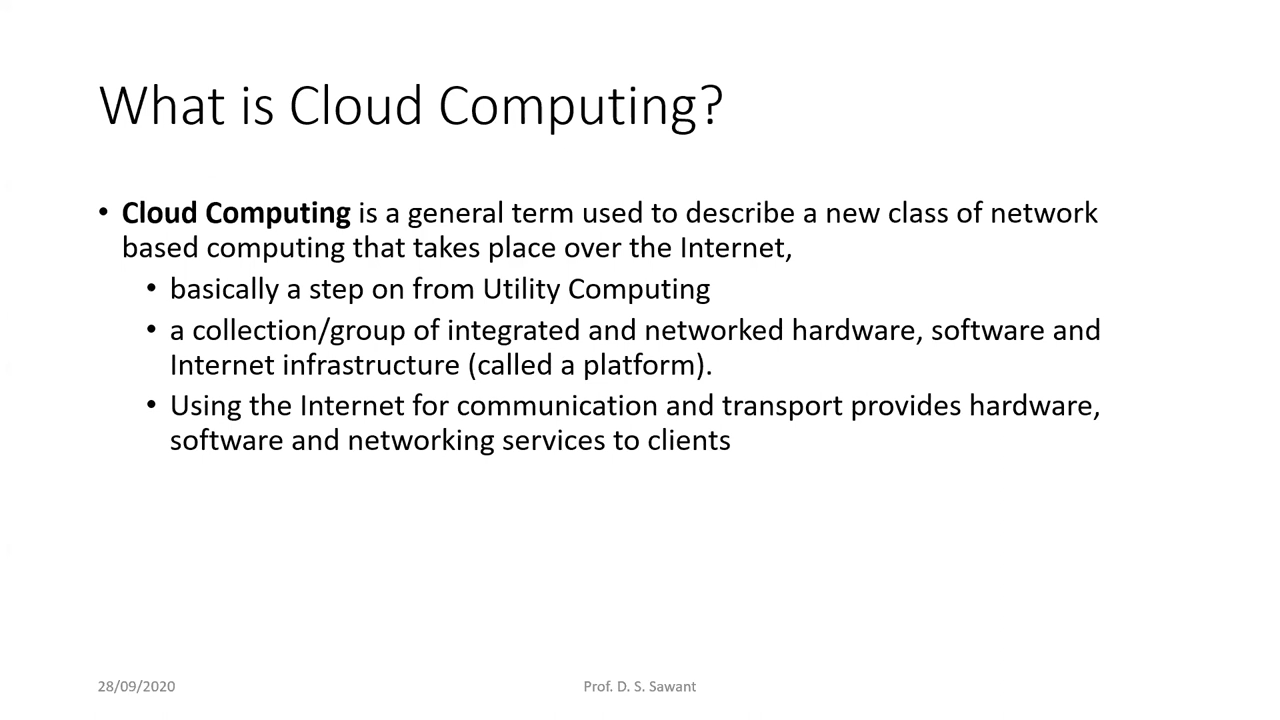 What is Cloud Computing?
• Cloud Computing is a general term used to describe a new class of network
based computing that takes place over the Internet,
• basically a step on from Utility Computing
• a collection/group of integrated and networked hardware, software and
Internet infrastructure (called a platform).
• Using the Internet for communication and transport provides hardware,
software and networking services to clients
28/09/2020
Prof. D. S. Sawant